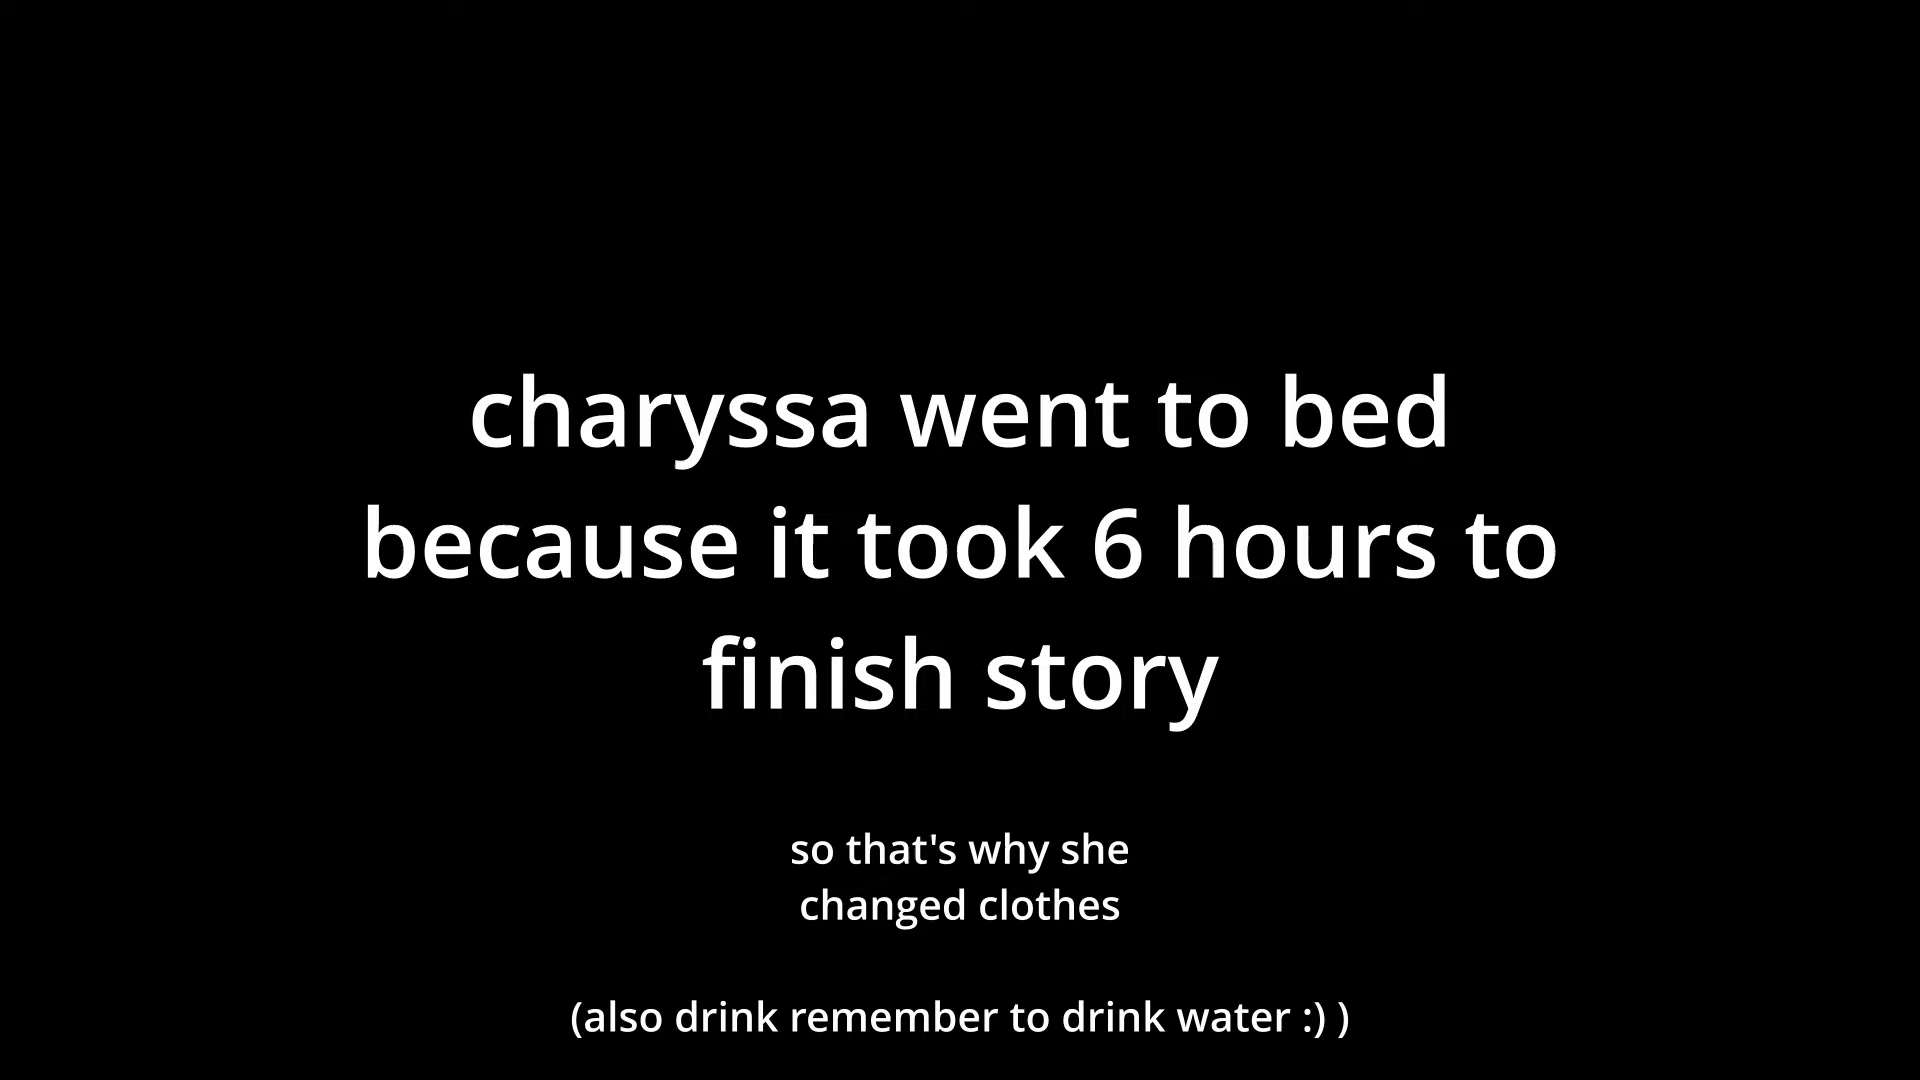 charyssa went to bed
because it took 6 hours to
finish story
so that's why she
changed clothes
(also drink remember to drink water :) )